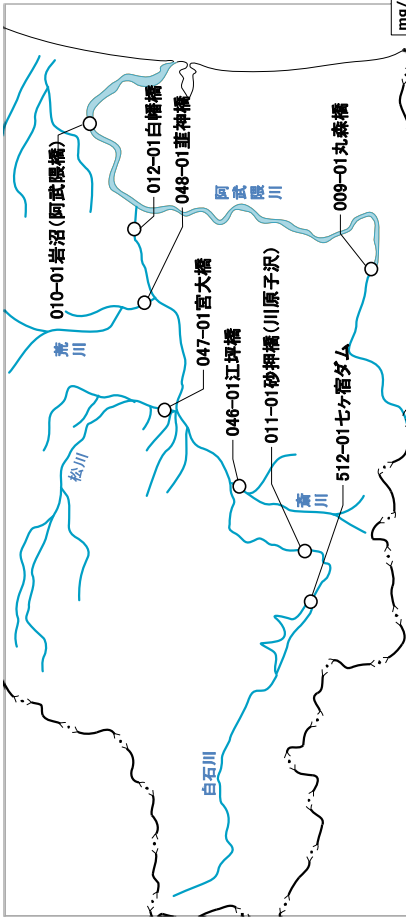 mg/
010-01岩沼(阿武隈橋)
012-01白幡橋
048-01韮神橋
荒川
047-01宮大橋
阿武隈川
松川
046-01江坪橋
011-01砂押橋(川原子沢)
009-01丸森橋
斎川
512-01七ヶ宿ダム
白石川